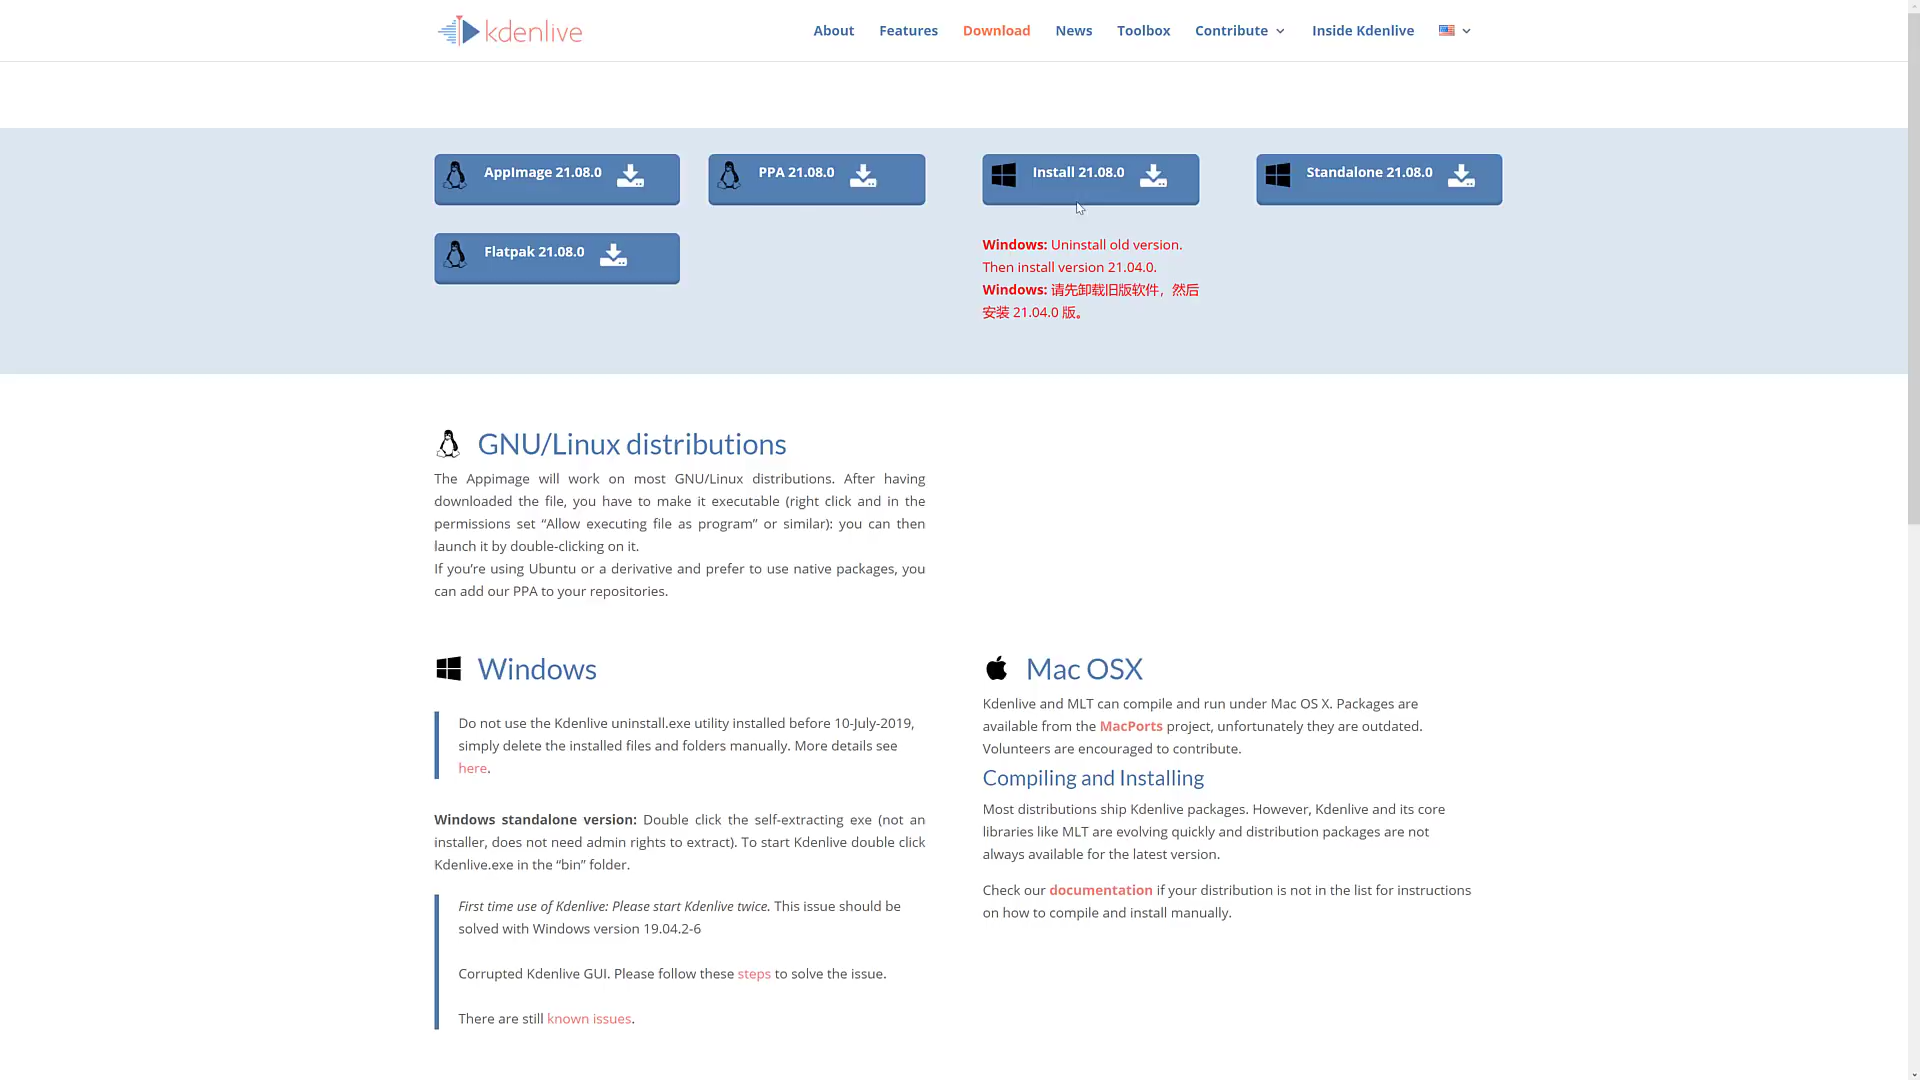 kdenlive
About Features Download News Toolbox Contribute Inside Kdenlive
AppImage 21.08.0
PPA 21.08.0
Install 21.08.0
Standalone 21.08.0
Flatpak 21.08.0
Windows: Uninstall old version.
Then install version 21.04.0.
Windows: 请先卸载旧版软件，然后
安装 21.04.0 版。
GNU/Linux distributions
The Appimage will work on most GNU/Linux distributions. After having
downloaded the file, you have to make it executable (right click and in the
permissions set “Allow executing file as program” or similar): you can then
launch it by double-clicking on it.
If you’re using Ubuntu or a derivative and prefer to use native packages, you
can add our PPA to your repositories.
Windows
Do not use the Kdenlive uninstall.exe utility installed before 10-July-2019,
simply delete the installed files and folders manually. More details see
here.
Windows standalone version: Double click the self-extracting exe (not an
installer, does not need admin rights to extract). To start Kdenlive double click
Kdenlive.exe in the “bin” folder.
First time use of Kdenlive: Please start Kdenlive twice. This issue should be
solved with Windows version 19.04.2-6
Corrupted Kdenlive GUI. Please follow these steps to solve the issue.
There are still known issues.
Mac OSX
Kdenlive and MLT can compile and run under Mac OS X. Packages are
available from the MacPorts project, unfortunately they are outdated.
Volunteers are encouraged to contribute.
Compiling and Installing
Most distributions ship Kdenlive packages. However, Kdenlive and its core
libraries like MLT are evolving quickly and distribution packages are not
always available for the latest version.
Check our documentation if your distribution is not in the list for instructions
on how to compile and install manually.